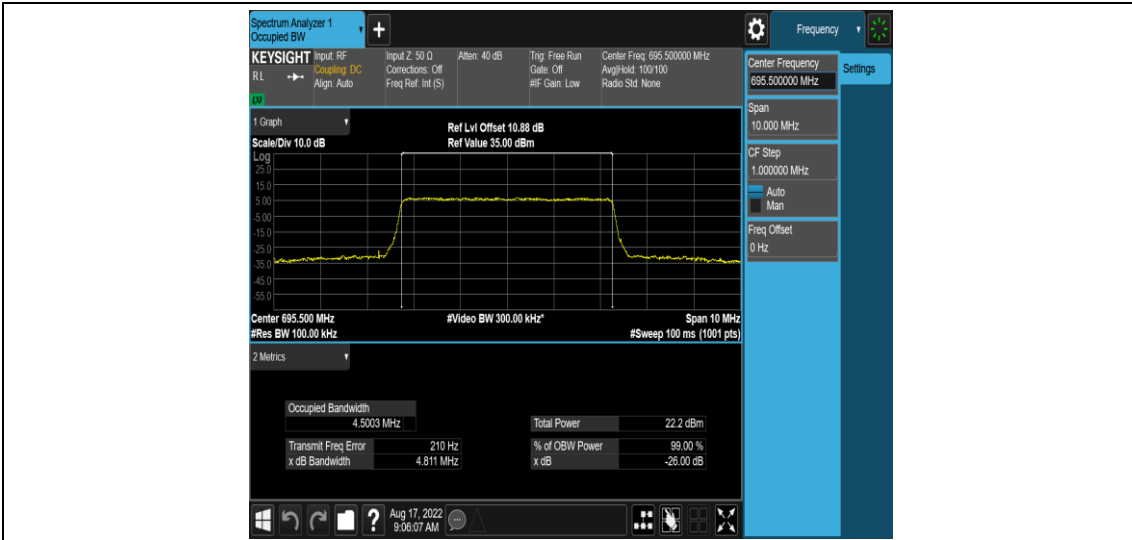 Spectrum Analyzer 1
Occupied BW
+
Frequency
KEYSIGHT
RL
LXI
Input: RF
Coupling: DC
Align: Auto
Input Z: 50 Ω
Corrections: Off
Freq Ref: Int (S)
Atten: 40 dB
Trig: Free Run
Gate: Off
#IF Gain: Low
Center Freq: 695.500000 MHz
Avg|Hold: 100/100
Radio Std: None
Center Frequency
695.500000 MHz
Settings
Span
10.000 MHz
CF Step
1.000000 MHz
Auto
Man
Freq Offset
0 Hz
1 Graph
Scale/Div 10.0 dB
Ref Lvl Offset 10.88 dB
Ref Value 35.00 dBm
Log
25.0
15.0
5.00
-5.00
-15.0
-25.0
-35.0
-45.0
-55.0
Center 695.500 MHz
#Video BW 300.00 kHz*
Span 10 MHz
#Res BW 100.00 kHz
#Sweep 100 ms (1001 pts)
2 Metrics
Occupied Bandwidth
4.5003 MHz
Total Power 22.2 dBm
Transmit Freq Error 210 Hz
% of OBW Power 99.00 %
x dB Bandwidth 4.811 MHz
x dB -26.00 dB
?
Aug 17, 2022
9:06:07 AM